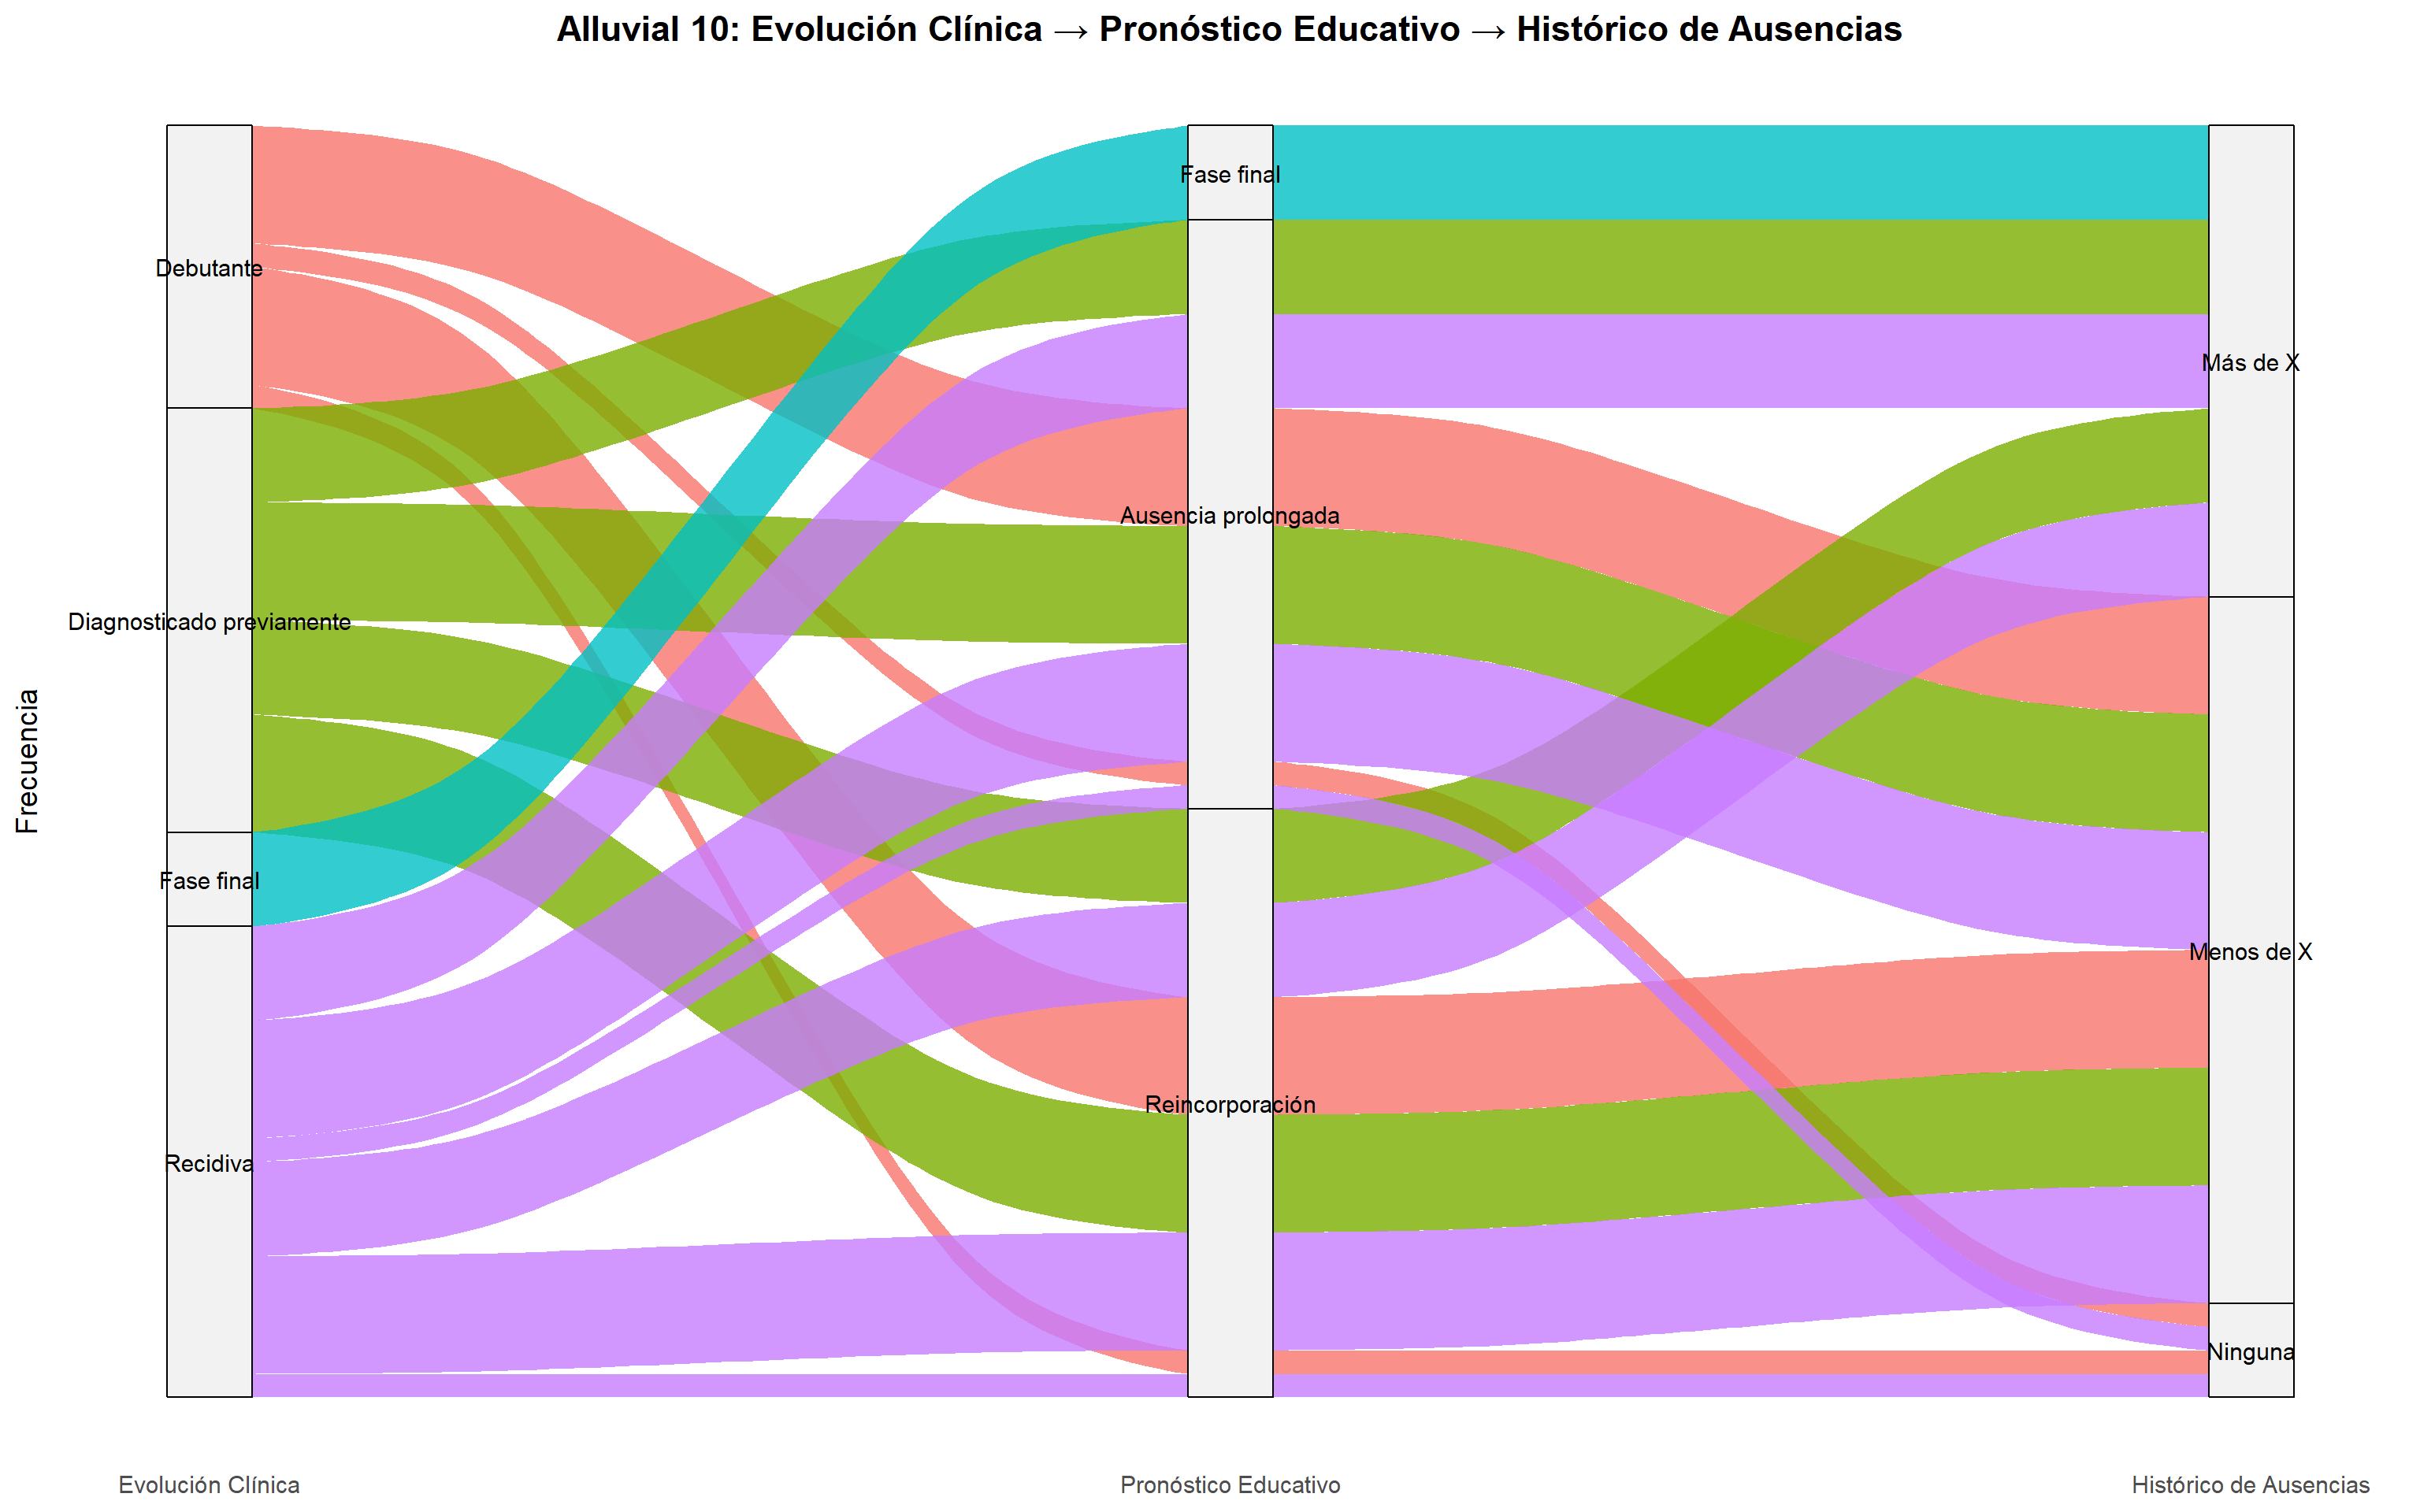 Alluvial 10: Evolución Clínica → Pronóstico Educativo → Histórico de Ausencias
Frecuencia
Debutante
Diagnosticado previamente
Fase final
Recidiva
Fase final
Ausencia prolongada
Reincorporación
Más de X
Menos de X
Ninguna
Evolución Clínica
Pronóstico Educativo
Histórico de Ausencias